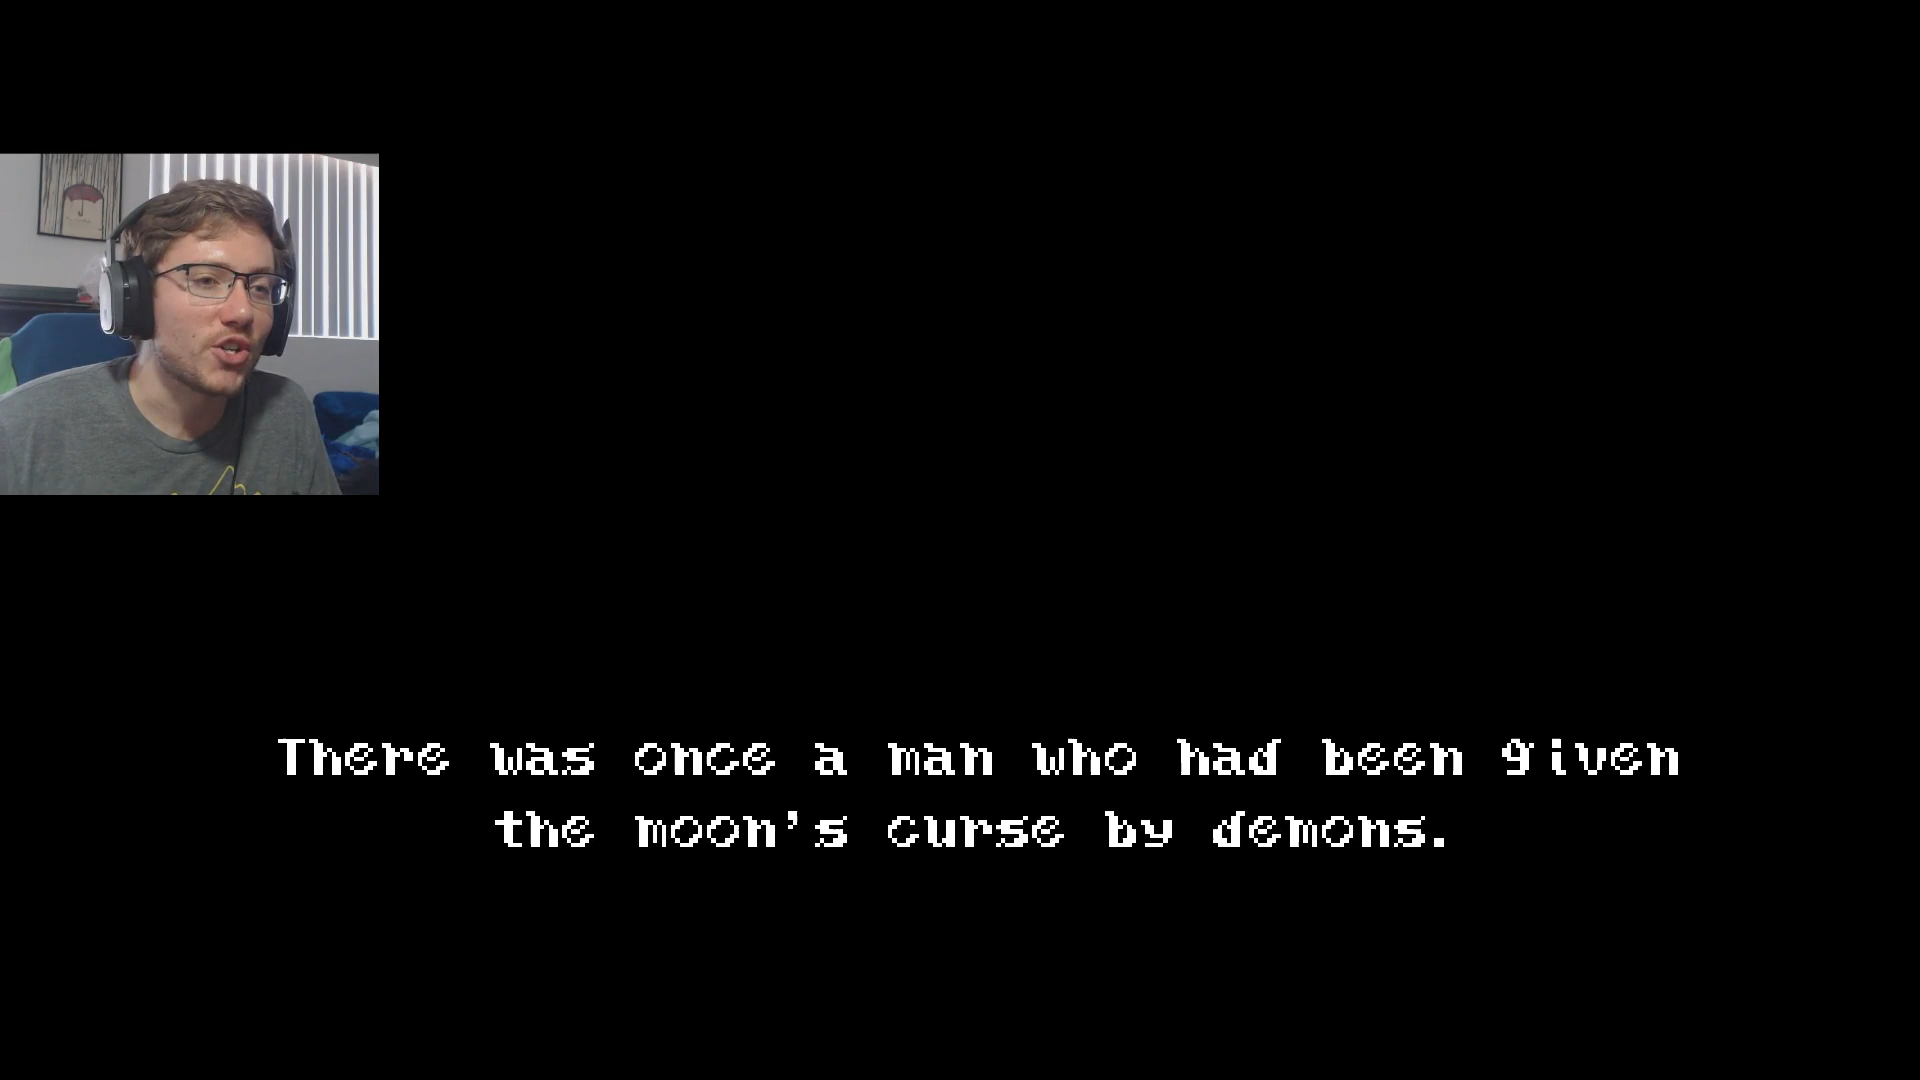 There was once a man who had been given
the moon's curse by demons.